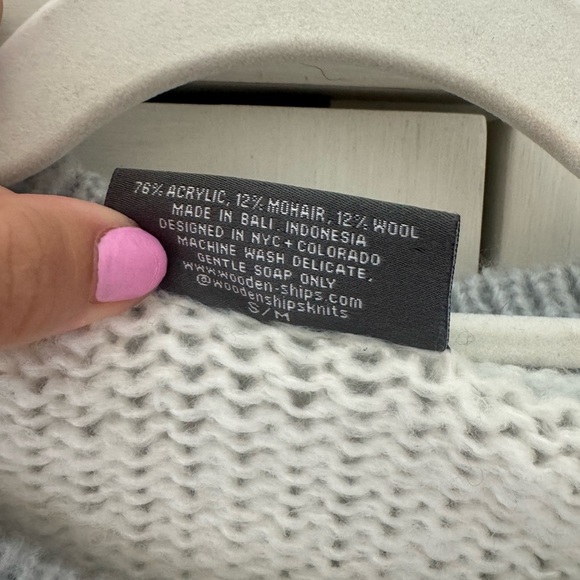 76% ACRYLIC, 12% MOHAIR, 12% WOOL
MADE IN BALI, INDONESIA
DESIGNED IN NYC + COLORADO
MACHINE WASH DELICATE,
GENTLE SOAP ONLY
www.wooden-ships.com
@woodenshipsknits
S/M